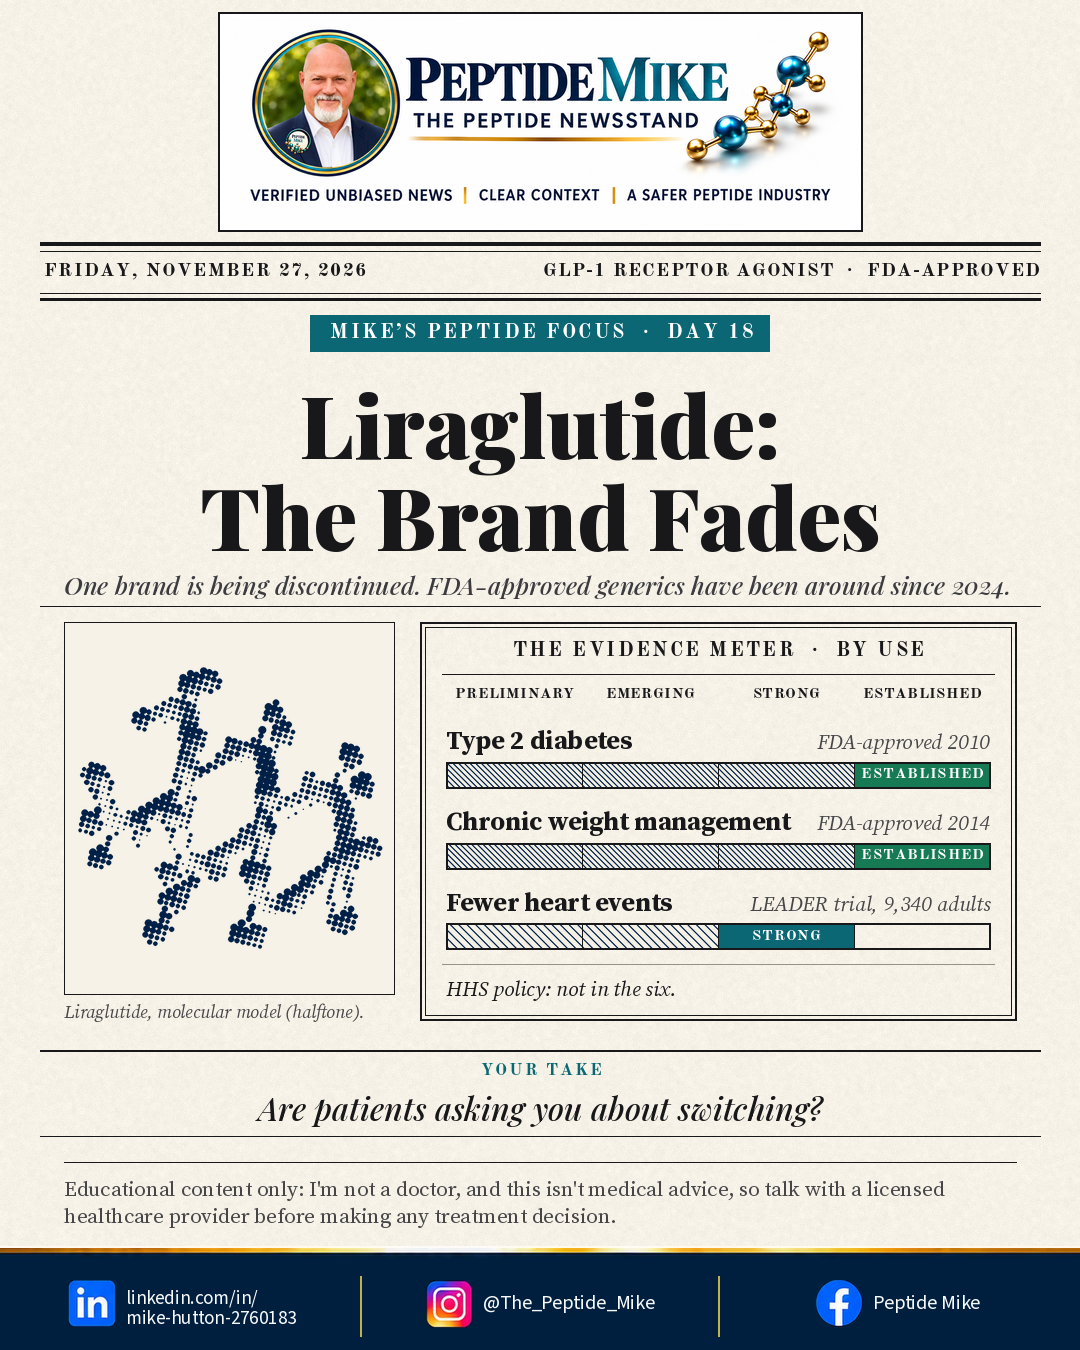 PEPTIDE MIKE
THE PEPTIDE NEWSSTAND
VERIFIED UNBIASED NEWS | CLEAR CONTEXT | A SAFER PEPTIDE INDUSTRY
FRIDAY, NOVEMBER 27, 2026
GLP-1 RECEPTOR AGONIST · FDA-APPROVED
MIKE’S PEPTIDE FOCUS · DAY 18
Liraglutide:
The Brand Fades
One brand is being discontinued. FDA-approved generics have been around since 2024.
Liraglutide, molecular model (halftone).
THE EVIDENCE METER · BY USE
PRELIMINARY EMERGING STRONG ESTABLISHED
Type 2 diabetes FDA-approved 2010
ESTABLISHED
Chronic weight management FDA-approved 2014
ESTABLISHED
Fewer heart events LEADER trial, 9,340 adults
STRONG
HHS policy: not in the six.
YOUR TAKE
Are patients asking you about switching?
Educational content only: I'm not a doctor, and this isn't medical advice, so talk with a licensed
healthcare provider before making any treatment decision.
linkedin.com/in/
mike-hutton-2760183
@The_Peptide_Mike
Peptide Mike